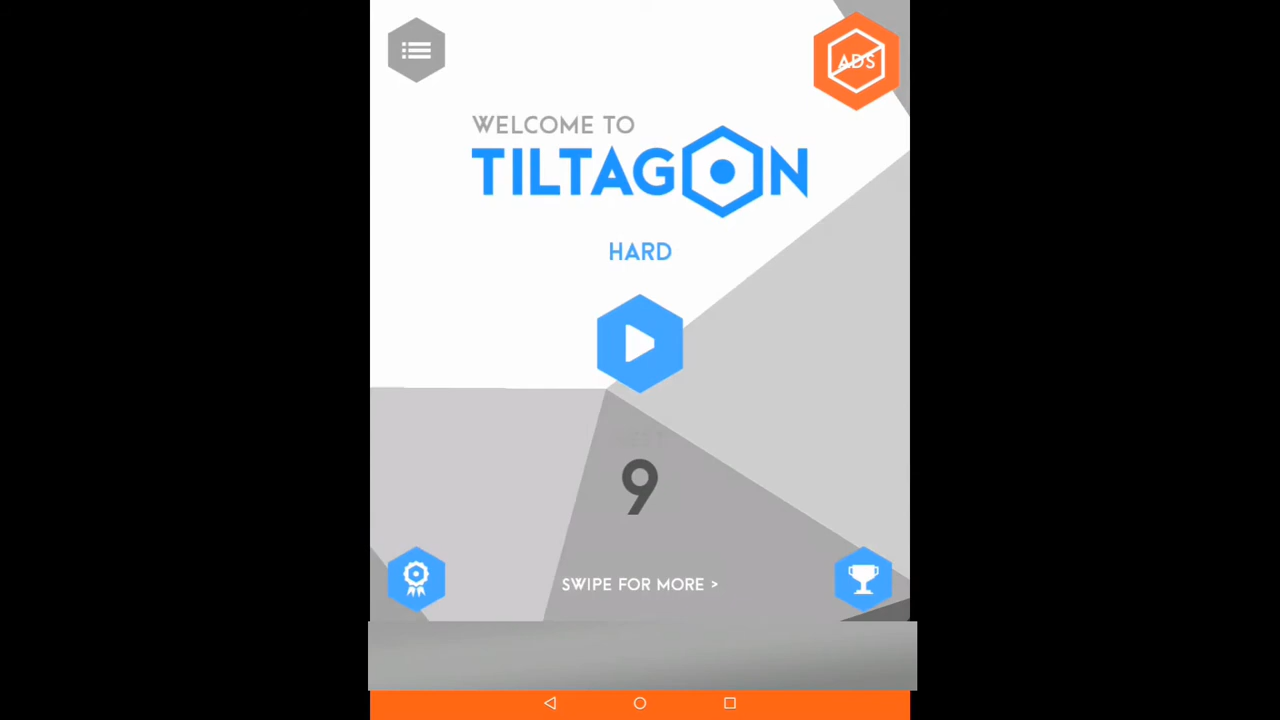 ADS
WELCOME TO
TILTAGON
HARD
9
SWIPE FOR MORE >